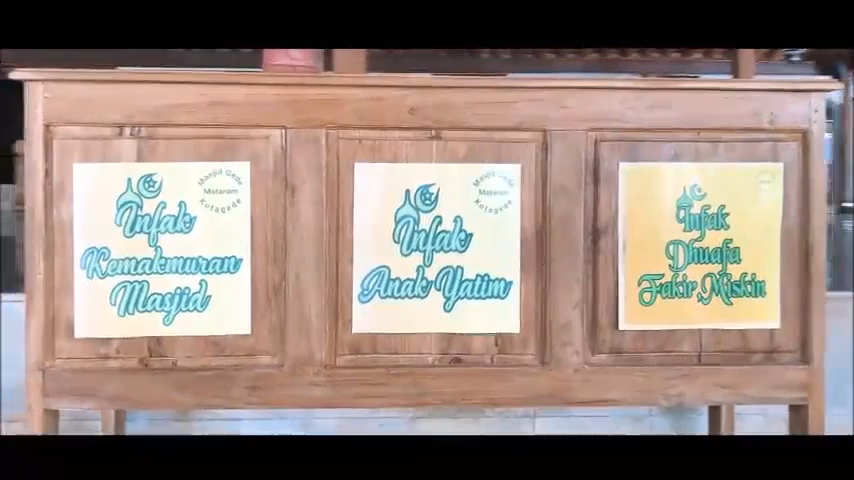 Masjid Gede
Mataram
Kotagede
Infak
Kemakmuran
Masjid
Masjid Gede
Mataram
Kotagede
Infak
Anak Yatim
Infak
Dhuafa
Fakir Miskin